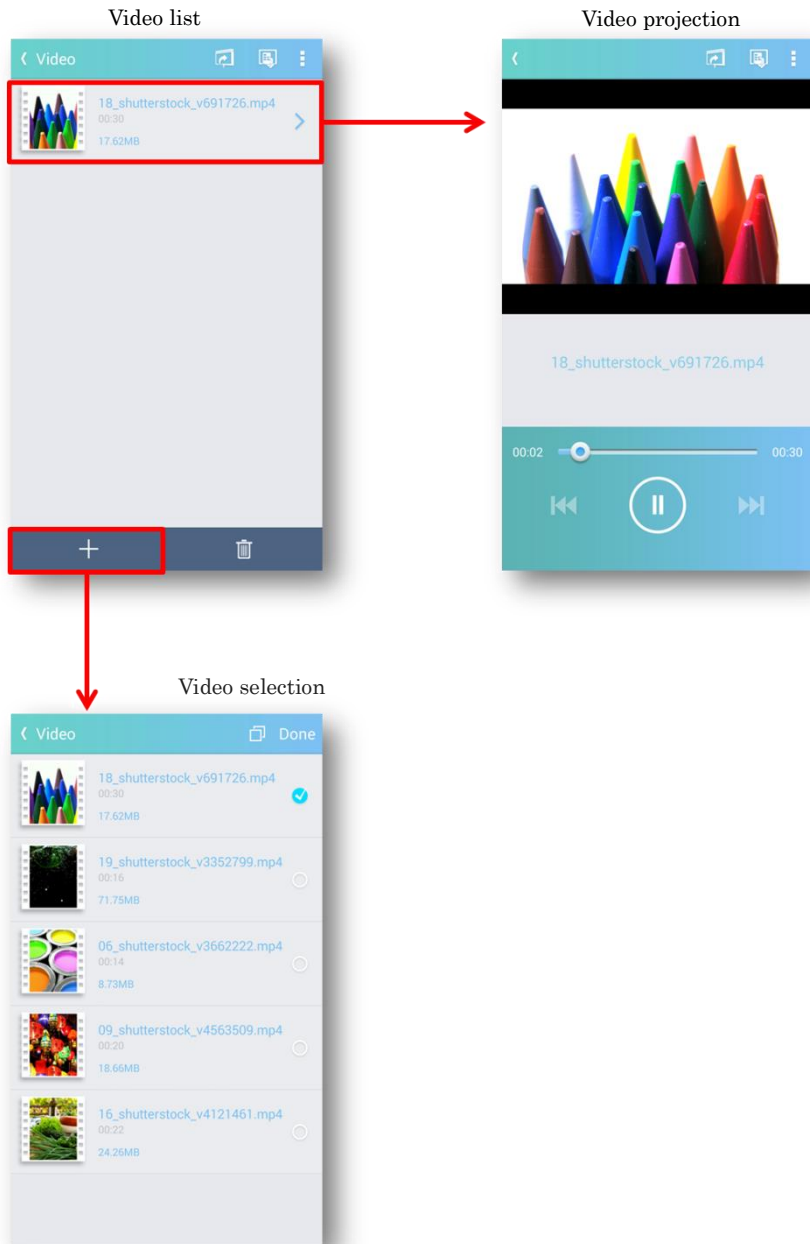 Video list
Video
18_shutterstock_v691726.mp4
00:30
17.62MB
Video projection
18_shutterstock_v691726.mp4
00:02
00:30
Video selection
Video
Done
18_shutterstock_v691726.mp4
00:30
17.62MB
19_shutterstock_v3352799.mp4
00:16
71.75MB
06_shutterstock_v3662222.mp4
00:14
8.73MB
09_shutterstock_v4563509.mp4
00:20
18.66MB
16_shutterstock_v4121461.mp4
00:22
24.26MB